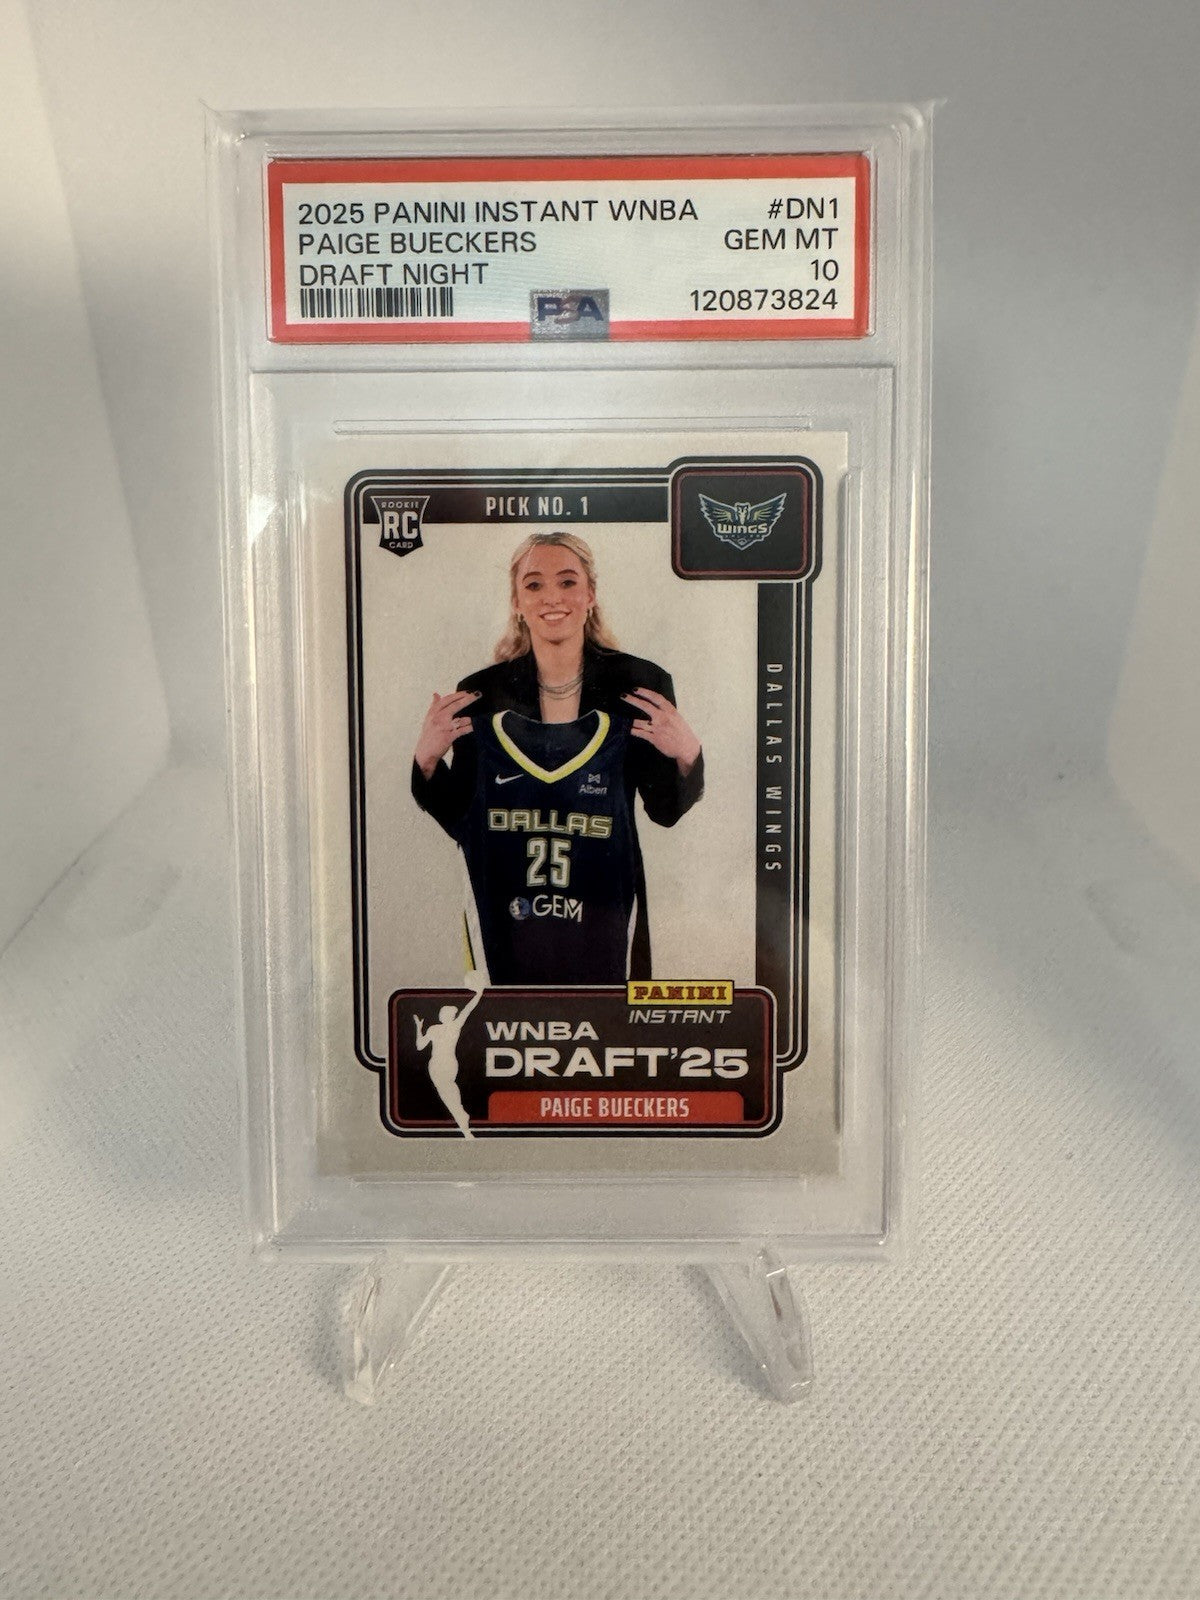 2025 PANINI INSTANT WNBA #DN1
PAIGE BUECKERS GEM MT
DRAFT NIGHT 10
120873824
PSA
ROOKIE
RC
CARD
PICK NO. 1
WINGS
DALLAS WINGS
Albert
DALLAS
25
GEM
PANINI
INSTANT
WNBA
DRAFT'25
PAIGE BUECKERS